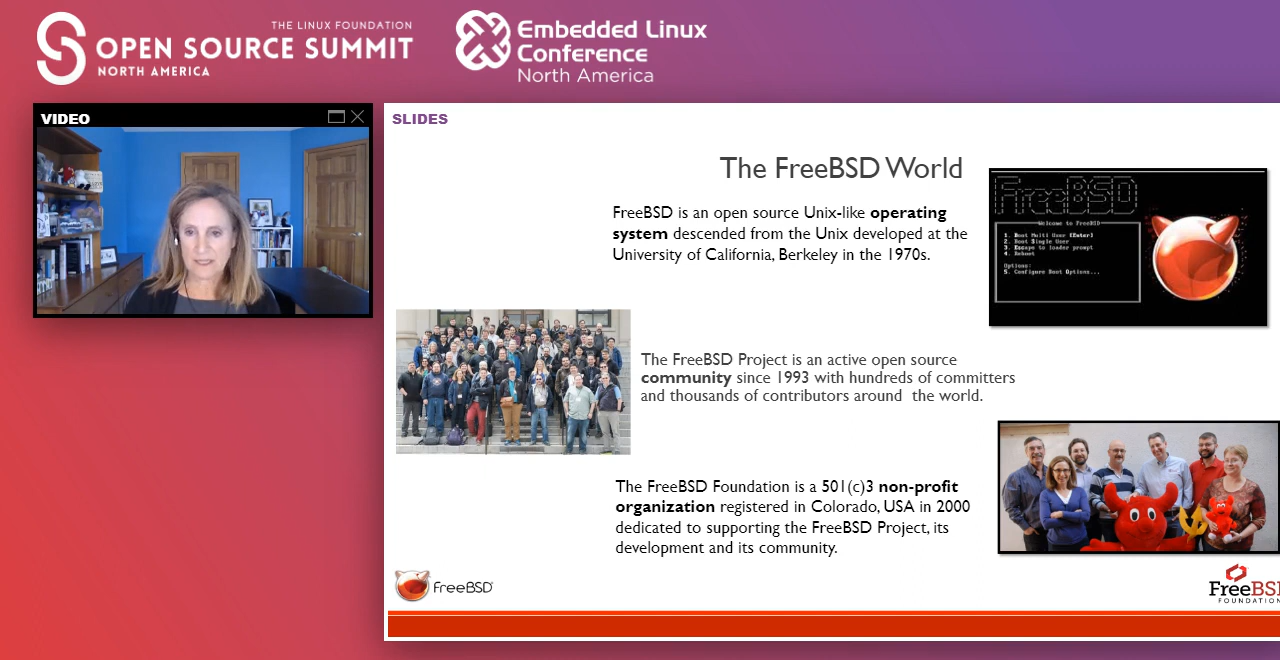 THE LINUX FOUNDATION
OPEN SOURCE SUMMIT
NORTH AMERICA
Embedded Linux
Conference
North America
VIDEO
SLIDES
The FreeBSD World
FreeBSD is an open source Unix-like operating
system descended from the Unix developed at the
University of California, Berkeley in the 1970s.
FreeBSD
Welcome to FreeBSD
1. Boot Multi User [Enter]
2. Boot Single User
3. Escape to loader prompt
4. Reboot
Options:
5. Configure Boot Options...
The FreeBSD Project is an active open source
community since 1993 with hundreds of committers
and thousands of contributors around the world.
The FreeBSD Foundation is a 501(c)3 non-profit
organization registered in Colorado, USA in 2000
dedicated to supporting the FreeBSD Project, its
development and its community.
FreeBSD
FreeBSD
FOUNDATION